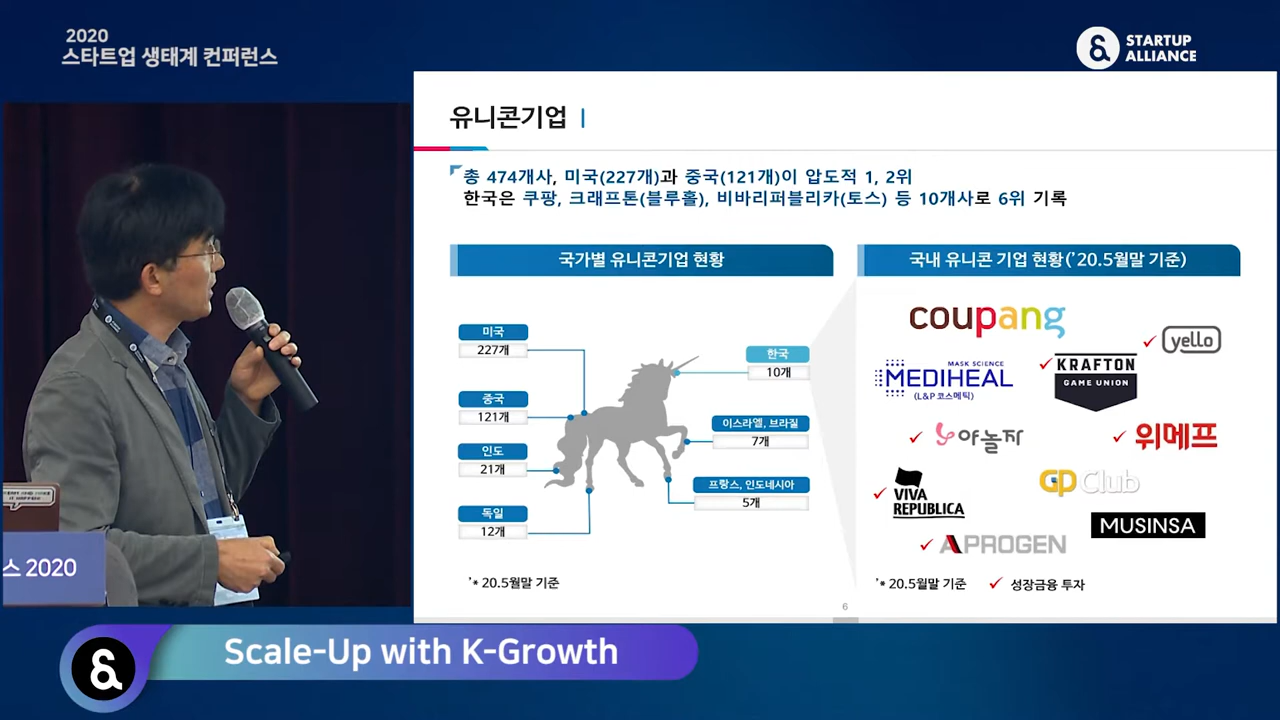 2020
스타트업 생태계 컨퍼런스
STARTUP
ALLIANCE
유니콘기업
총 474개사, 미국(227개)과 중국(121개)이 압도적 1, 2위
한국은 쿠팡, 크래프톤(블루홀), 비바리퍼블리카(토스) 등 10개사로 6위 기록
국가별 유니콘기업 현황
미국
227개
중국
121개
인도
21개
독일
12개
한국
10개
이스라엘, 브라질
7개
프랑스, 인도네시아
5개
'* 20.5월말 기준
국내 유니콘 기업 현황('20.5월말 기준)
coupang
yello
MASK SCIENCE
MEDIHEAL
(L&P 코스메틱)
KRAFTON
GAME UNION
야놀자
위메프
VIVA
REPUBLICA
GP Club
MUSINSA
APROGEN
'* 20.5월말 기준
성장금융 투자
6
스 2020
Scale-Up with K-Growth